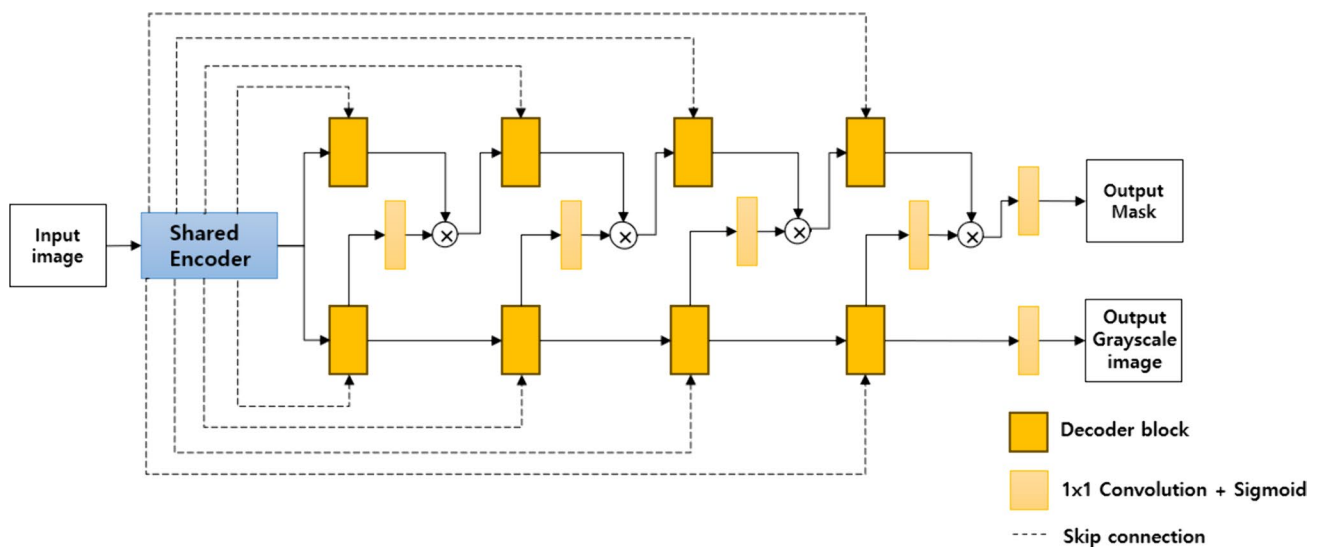 Input
image
Shared
Encoder
Output
Mask
Output
Grayscale
image
Decoder block
1x1 Convolution + Sigmoid
Skip connection